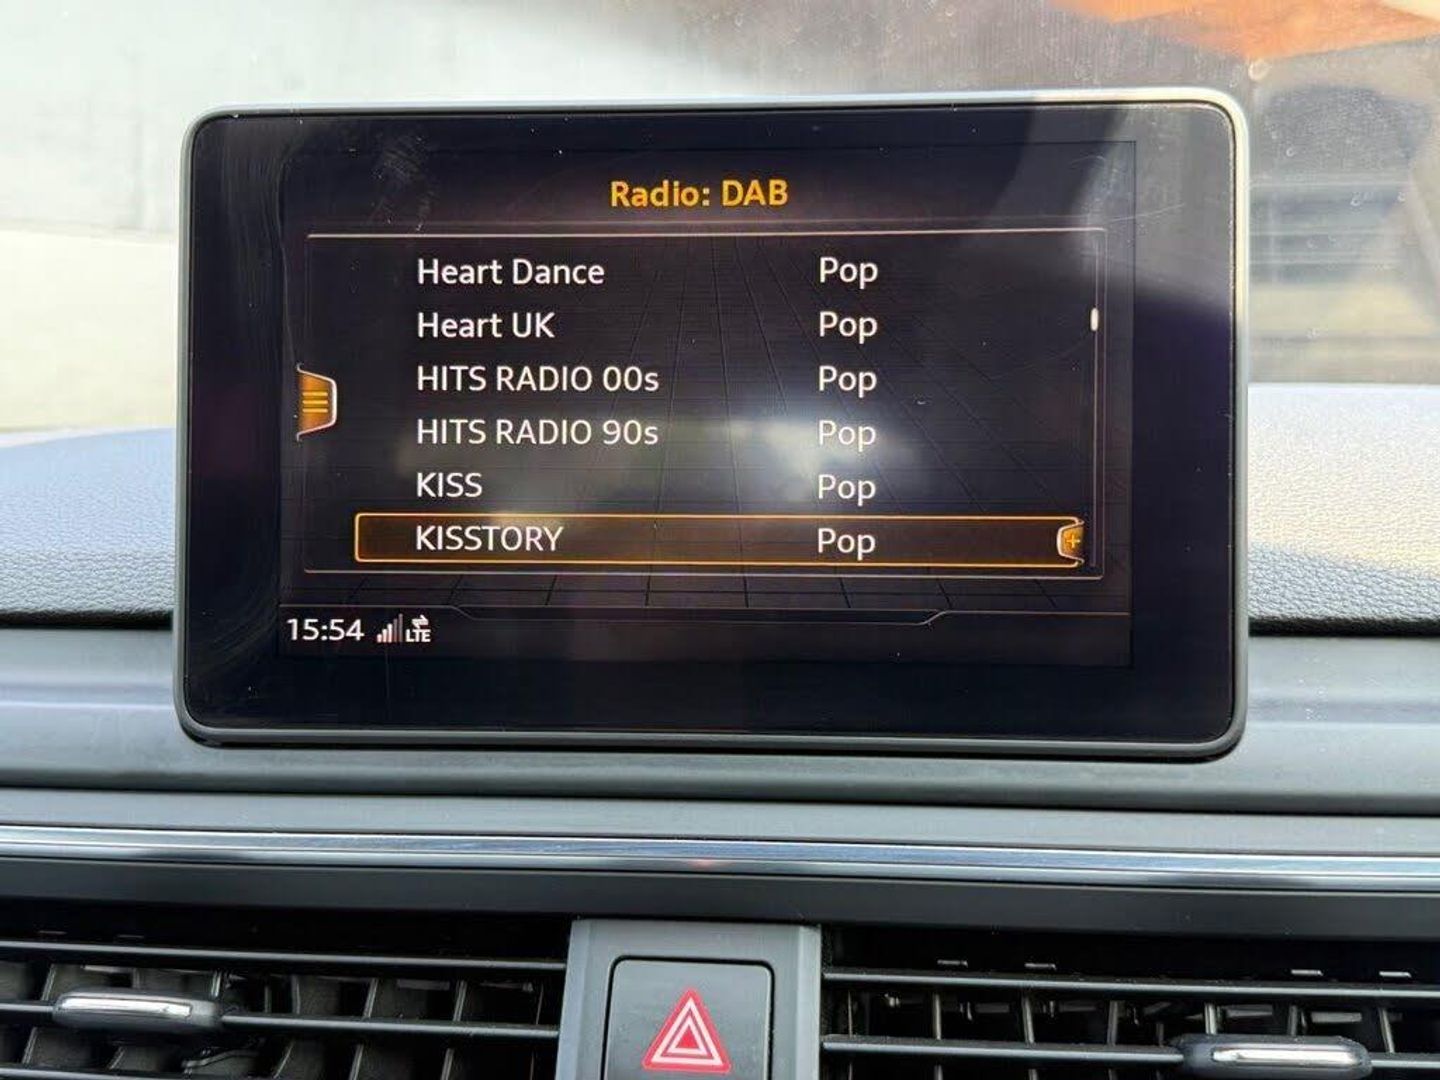 Radio: DAB
Heart Dance Pop
Heart UK Pop
HITS RADIO 00s Pop
HITS RADIO 90s Pop
KISS Pop
KISSTORY Pop
15:54 LTE